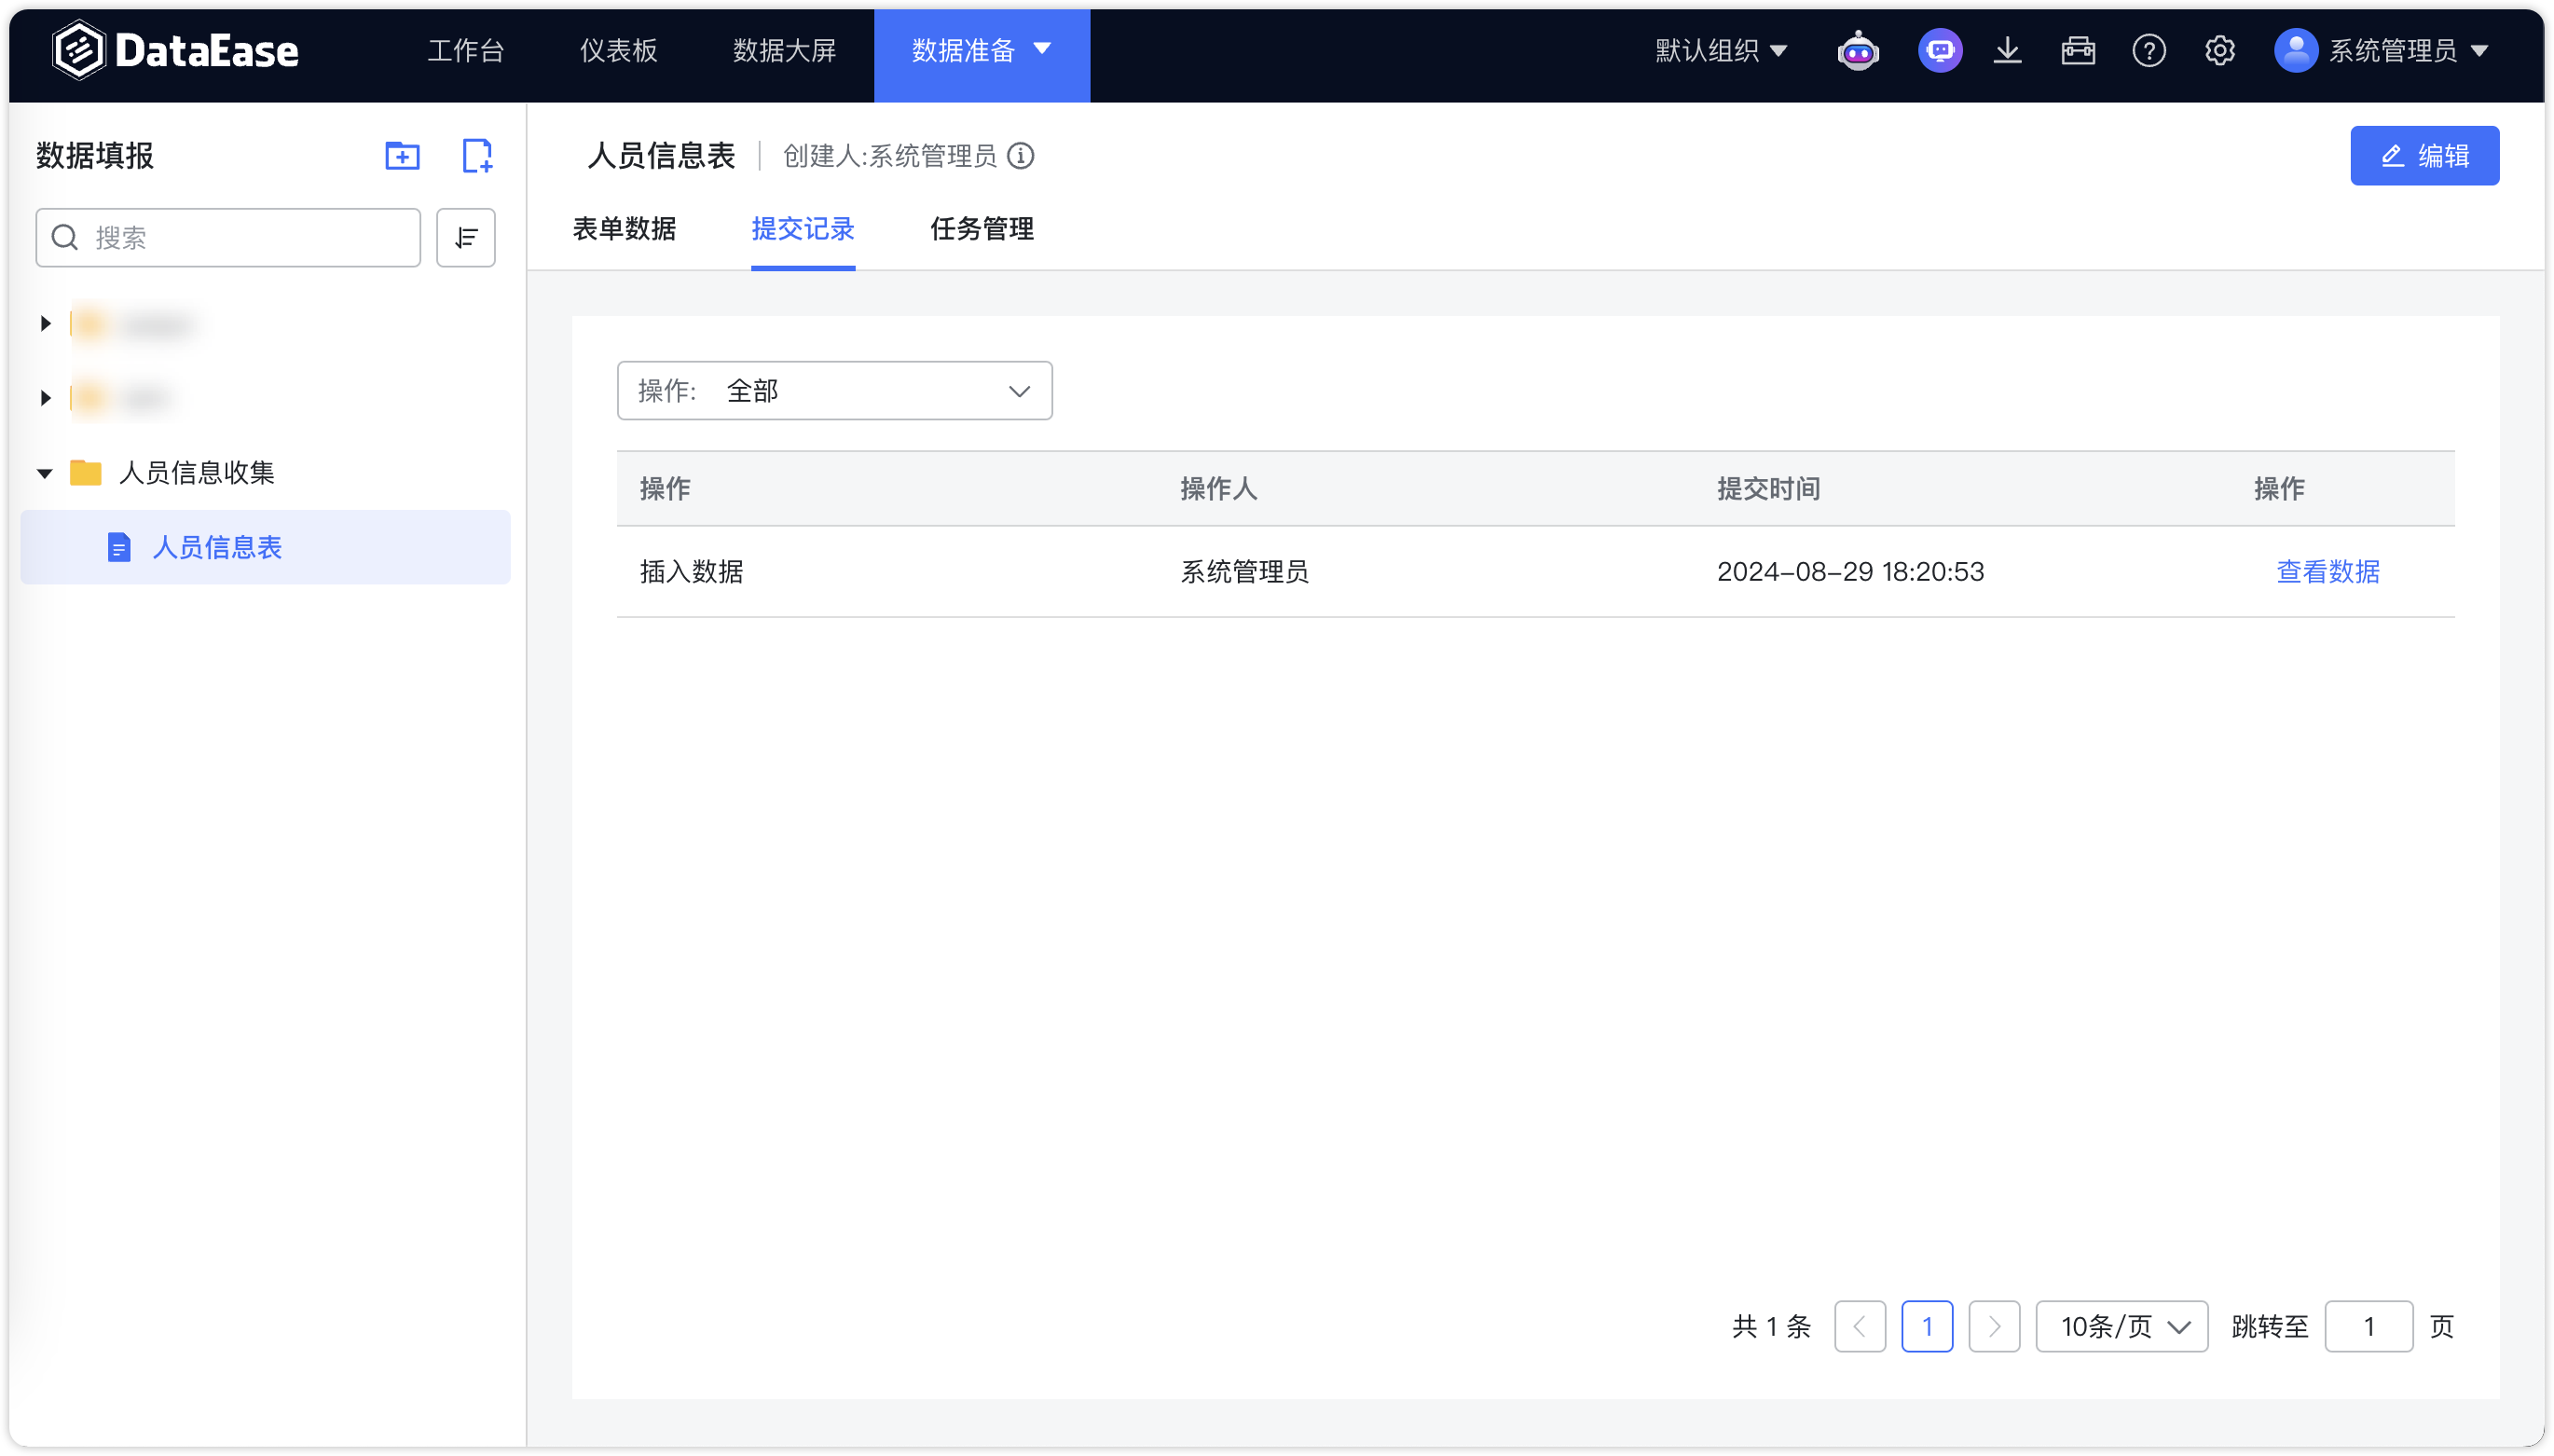 DataEase 工作台 仪表板 数据大屏 数据准备 默认组织 系统管理员
数据填报
搜索
人员信息收集
人员信息表
人员信息表 创建人:系统管理员 编辑
表单数据 提交记录 任务管理
操作: 全部
操作 操作人 提交时间 操作
插入数据 系统管理员 2024-08-29 18:20:53 查看数据
共 1 条 1 10条/页 跳转至 1 页